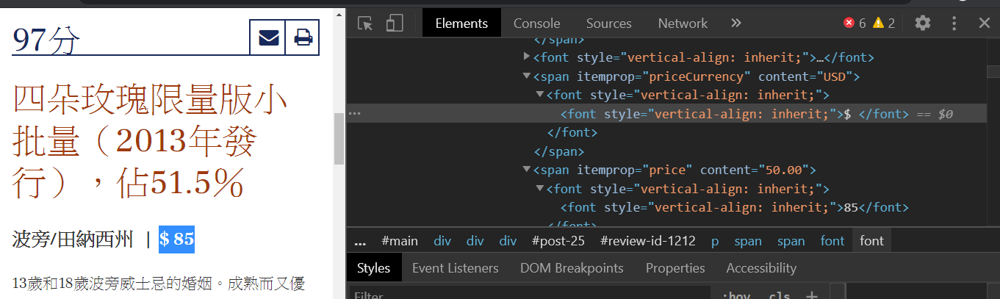 97分
四朵玫瑰限量版小
批量（2013年發
行），佔51.5％
波旁/田納西州 | $ 85
13歲和18歲波旁威士忌的婚姻。成熟而又優
Elements Console Sources Network » 6 2
</span>
<font style="vertical-align: inherit;">…</font>
<span itemprop="priceCurrency" content="USD">
<font style="vertical-align: inherit;">
<font style="vertical-align: inherit;">$ </font> == $0
</font>
</span>
<span itemprop="price" content="50.00">
<font style="vertical-align: inherit;">
<font style="vertical-align: inherit;">85</font>
</font>
... #main div div div #post-25 #review-id-1212 p span span font font
Styles Event Listeners DOM Breakpoints Properties Accessibility
Filter :hov .cls +